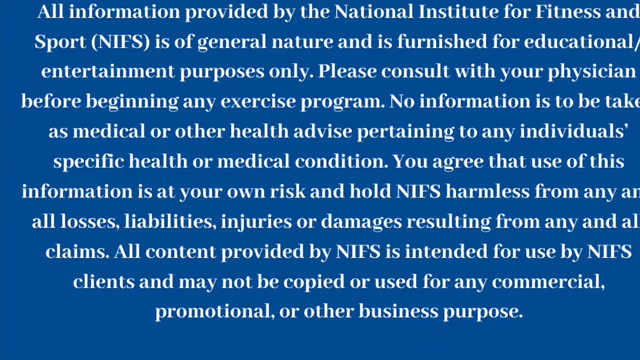 All information provided by the National Institute for Fitness and
Sport (NIFS) is of general nature and is furnished for educational/
entertainment purposes only. Please consult with your physician
before beginning any exercise program. No information is to be take
as medical or other health advise pertaining to any individuals’
specific health or medical condition. You agree that use of this
information is at your own risk and hold NIFS harmless from any an
all losses, liabilities, injuries or damages resulting from any and all
claims. All content provided by NIFS is intended for use by NIFS
clients and may not be copied or used for any commercial,
promotional, or other business purpose.